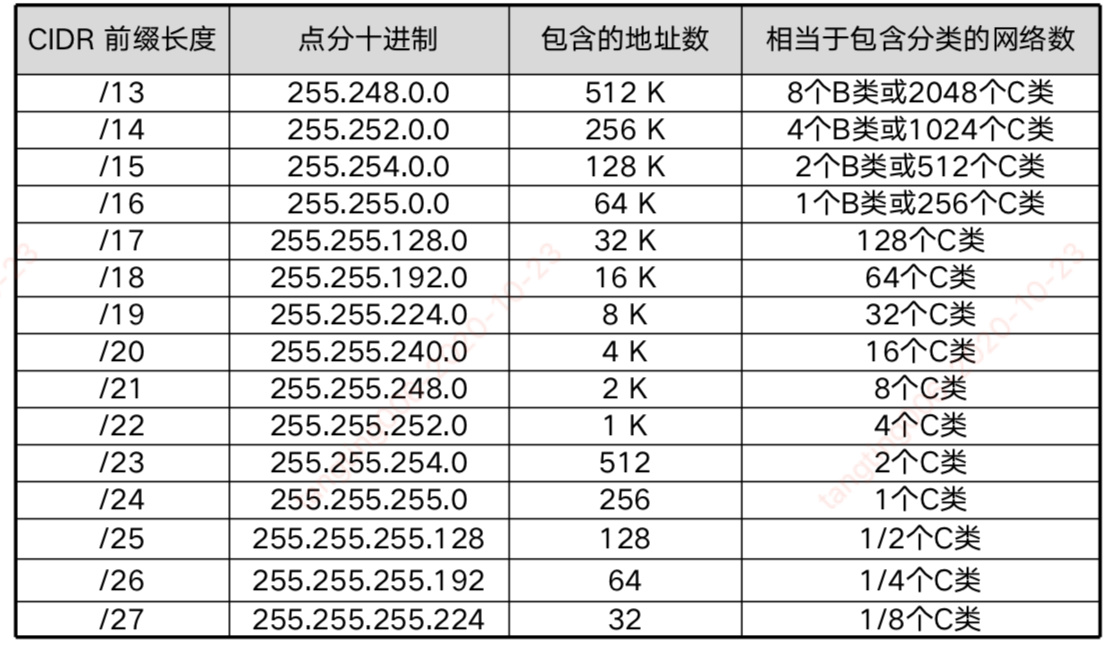 CIDR 前缀长度 点分十进制 包含的地址数 相当于包含分类的网络数
/13 255.248.0.0 512 K 8个B类或2048个C类
/14 255.252.0.0 256 K 4个B类或1024个C类
/15 255.254.0.0 128 K 2个B类或512个C类
/16 255.255.0.0 64 K 1个B类或256个C类
/17 255.255.128.0 32 K 128个C类
/18 255.255.192.0 16 K 64个C类
/19 255.255.224.0 8 K 32个C类
/20 255.255.240.0 4 K 16个C类
/21 255.255.248.0 2 K 8个C类
/22 255.255.252.0 1 K 4个C类
/23 255.255.254.0 512 2个C类
/24 255.255.255.0 256 1个C类
/25 255.255.255.128 128 1/2个C类
/26 255.255.255.192 64 1/4个C类
/27 255.255.255.224 32 1/8个C类